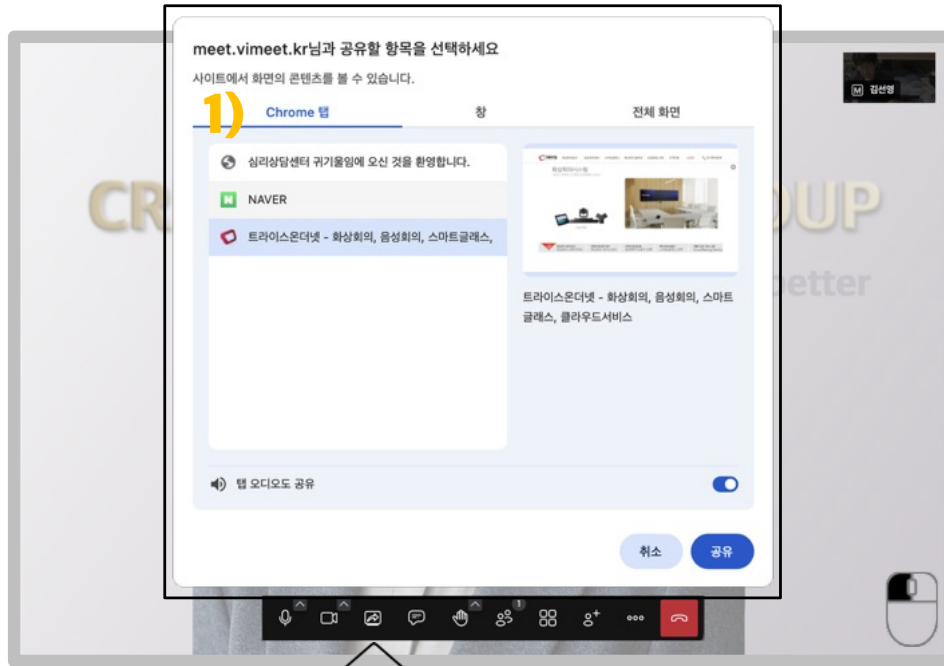 meet.vimeet.kr님과 공유할 항목을 선택하세요
사이트에서 화면의 콘텐츠를 볼 수 있습니다.
1)
Chrome 탭
창
전체 화면
M 김선영
심리상담센터 귀기울임에 오신 것을 환영합니다.
N NAVER
트라이스온더넷 - 화상회의, 음성회의, 스마트글래스,
CR
OUP
better
트라이스온더넷 - 화상회의, 음성회의, 스마트
글래스, 클라우드서비스
탭 오디오도 공유
취소
공유
1